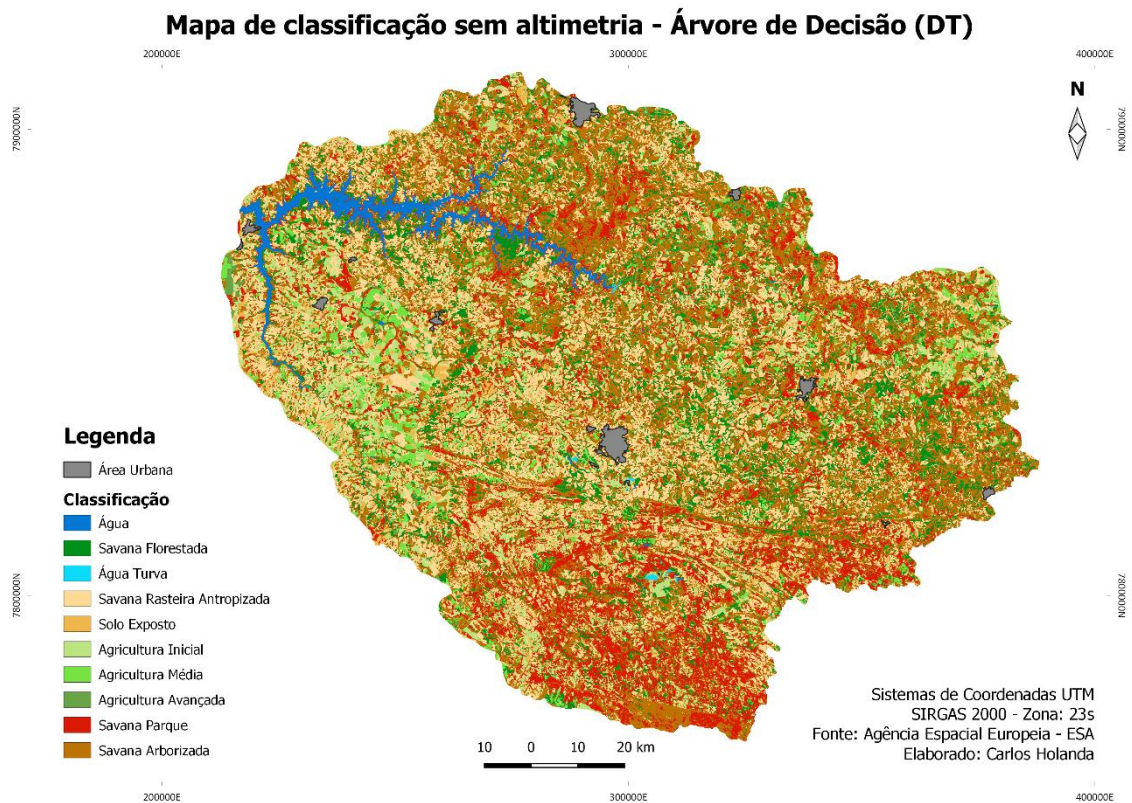 Mapa de classificação sem altimetria - Árvore de Decisão (DT)
200000E
300000E
400000E
N
7900000N
7900000N
Legenda
Área Urbana
Classificação
Água
Savana Florestada
Água Turva
Savana Rasteira Antropizada
Solo Exposto
Agricultura Inicial
Agricultura Média
Agricultura Avançada
Savana Parque
Savana Arborizada
7800000N
7800000N
10 0 10 20 km
Sistemas de Coordenadas UTM
SIRGAS 2000 - Zona: 23s
Fonte: Agência Espacial Europeia - ESA
Elaborado: Carlos Holanda
200000E
300000E
400000E